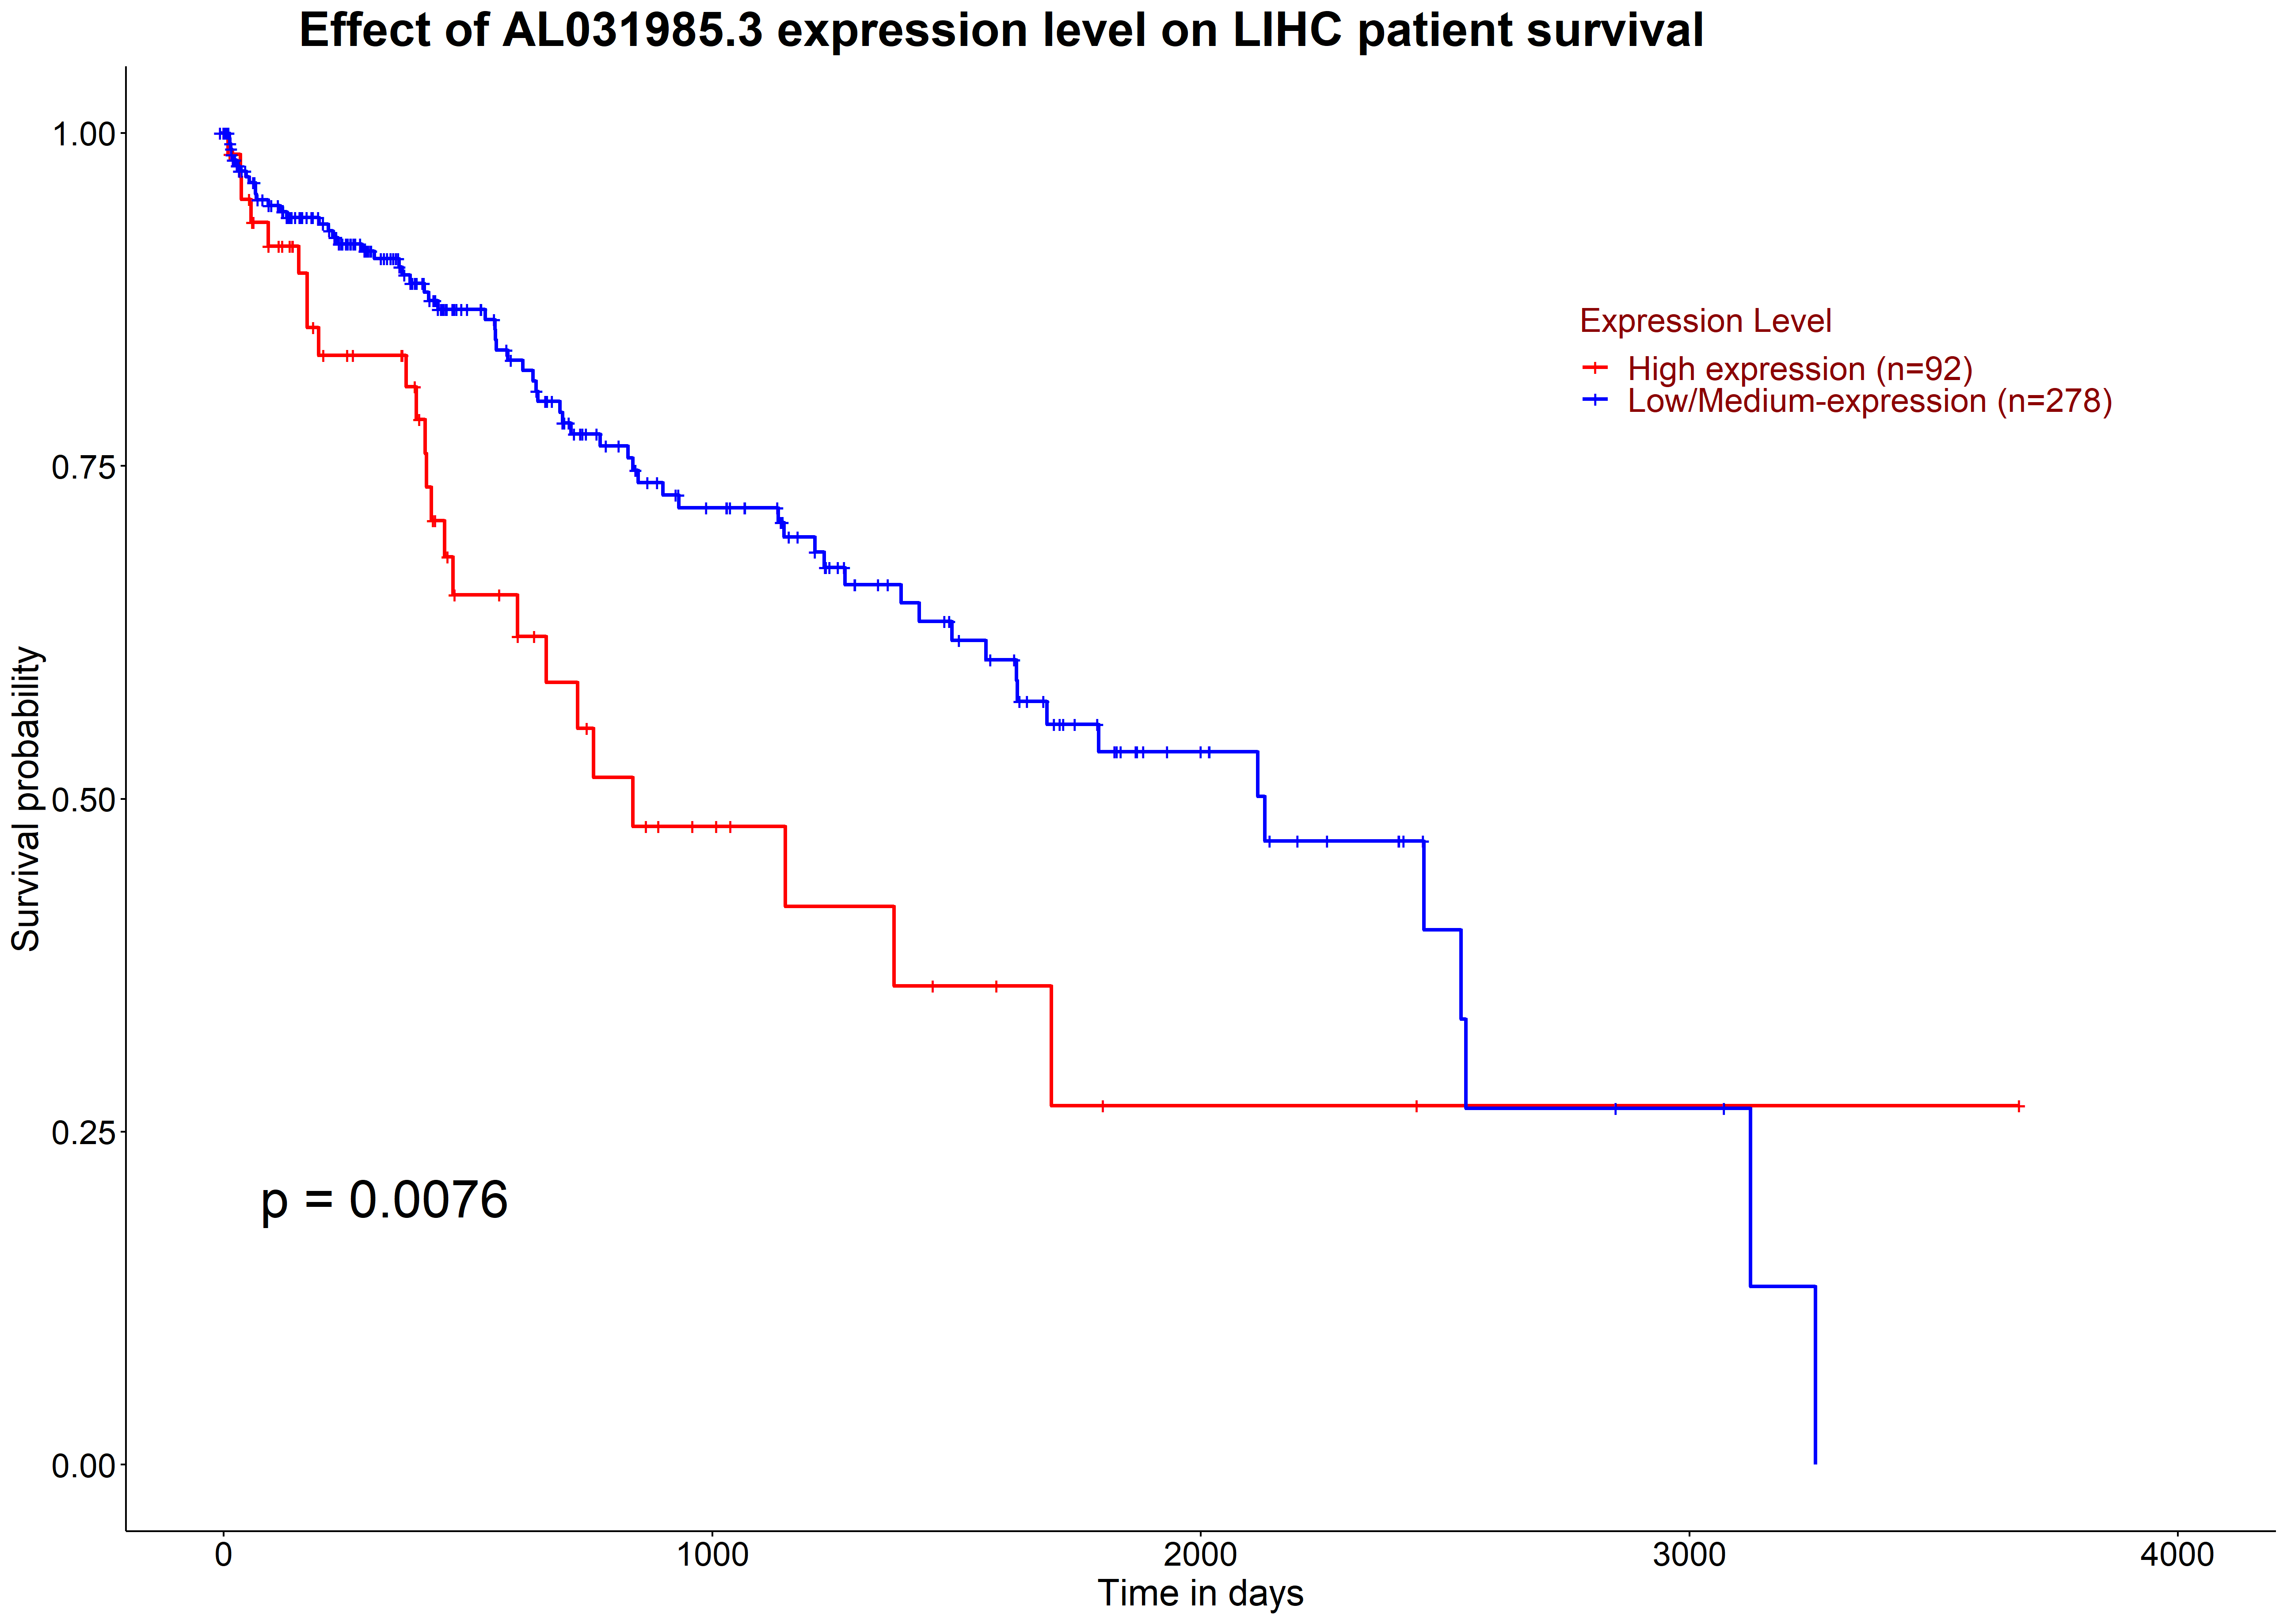 Effect of AL031985.3 expression level on LIHC patient survival
1.00
0.75
0.50
0.25
0.00
Survival probability
Expression Level
High expression (n=92)
Low/Medium-expression (n=278)
p = 0.0076
0 1000 2000 3000 4000
Time in days